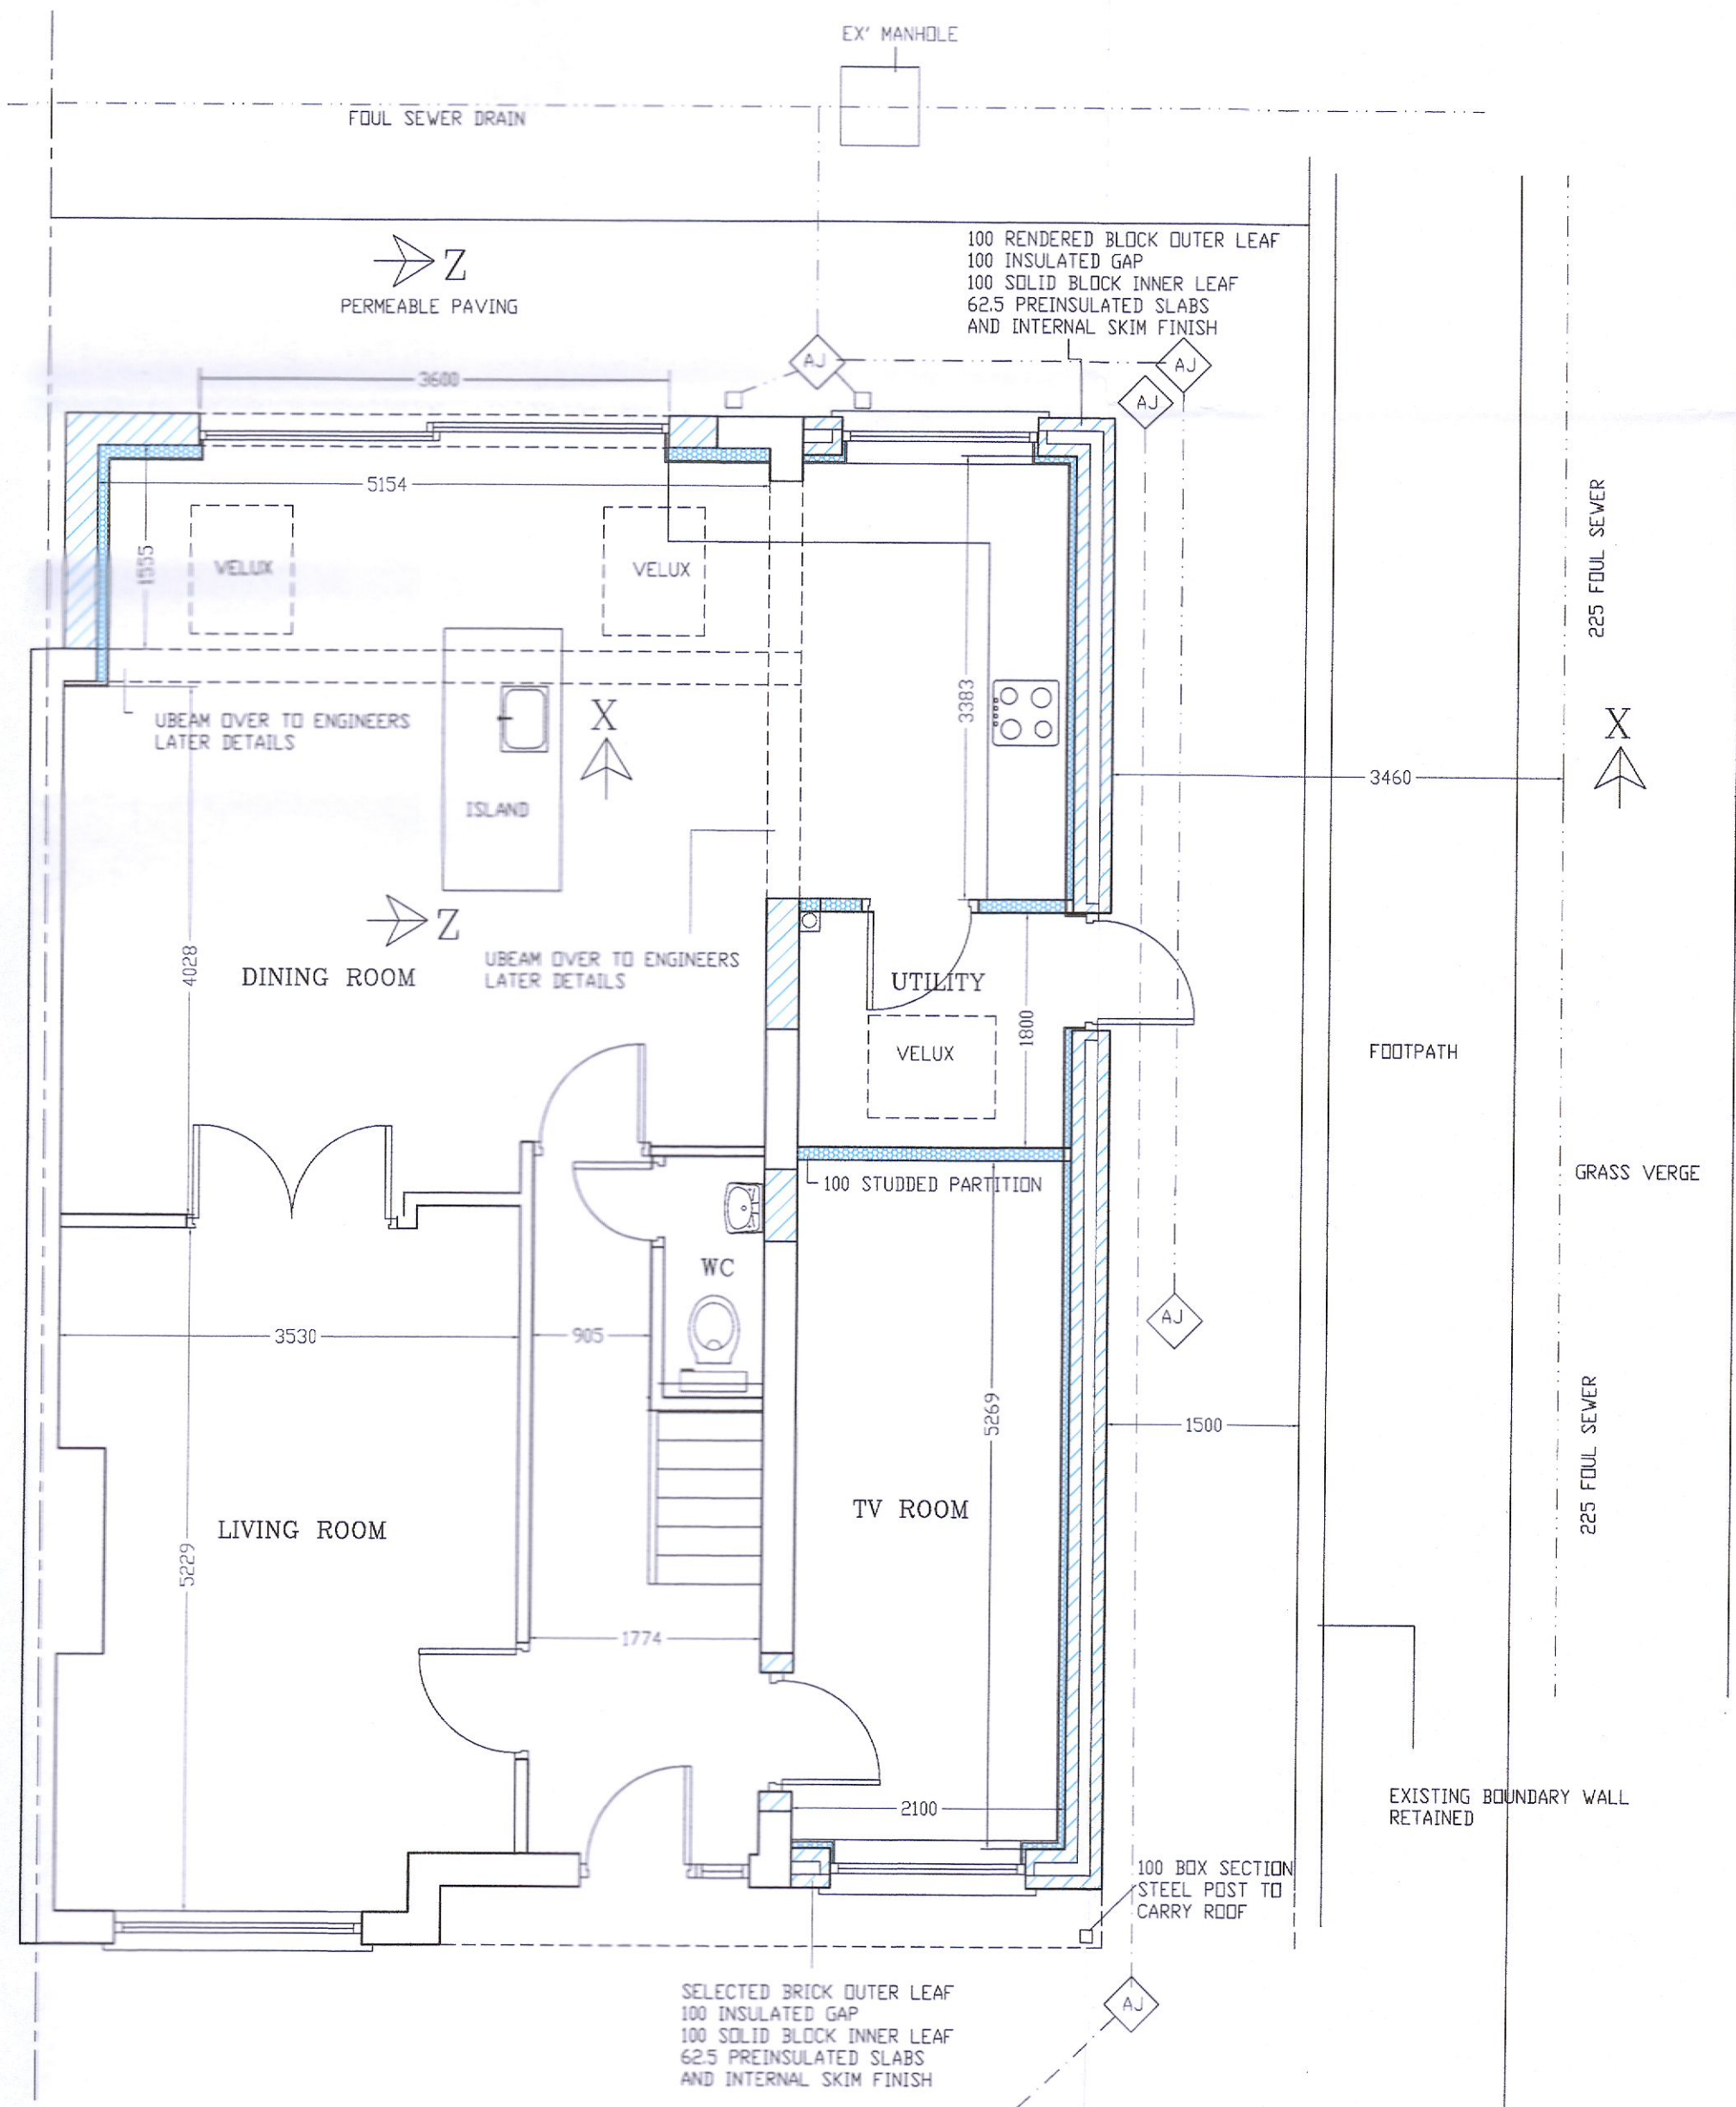 EX' MANHOLE
FOUL SEWER DRAIN
100 RENDERED BLOCK OUTER LEAF
100 INSULATED GAP
100 SOLID BLOCK INNER LEAF
62.5 PREINSULATED SLABS
AND INTERNAL SKIM FINISH
Z
PERMEABLE PAVING
AJ
AJ
AJ
3600
5154
1555
VELUX
VELUX
225 FOUL SEWER
3383
X
UBEAM OVER TO ENGINEERS
LATER DETAILS
ISLAND
X
3460
Z
4028
DINING ROOM
UBEAM OVER TO ENGINEERS
LATER DETAILS
UTILITY
1800
VELUX
FOOTPATH
GRASS VERGE
100 STUDDED PARTITION
WC
3530
905
AJ
5269
1500
225 FOUL SEWER
TV ROOM
LIVING ROOM
5229
1774
2100
EXISTING BOUNDARY WALL
RETAINED
100 BOX SECTION
STEEL POST TO
CARRY ROOF
SELECTED BRICK OUTER LEAF
100 INSULATED GAP
100 SOLID BLOCK INNER LEAF
62.5 PREINSULATED SLABS
AND INTERNAL SKIM FINISH
AJ